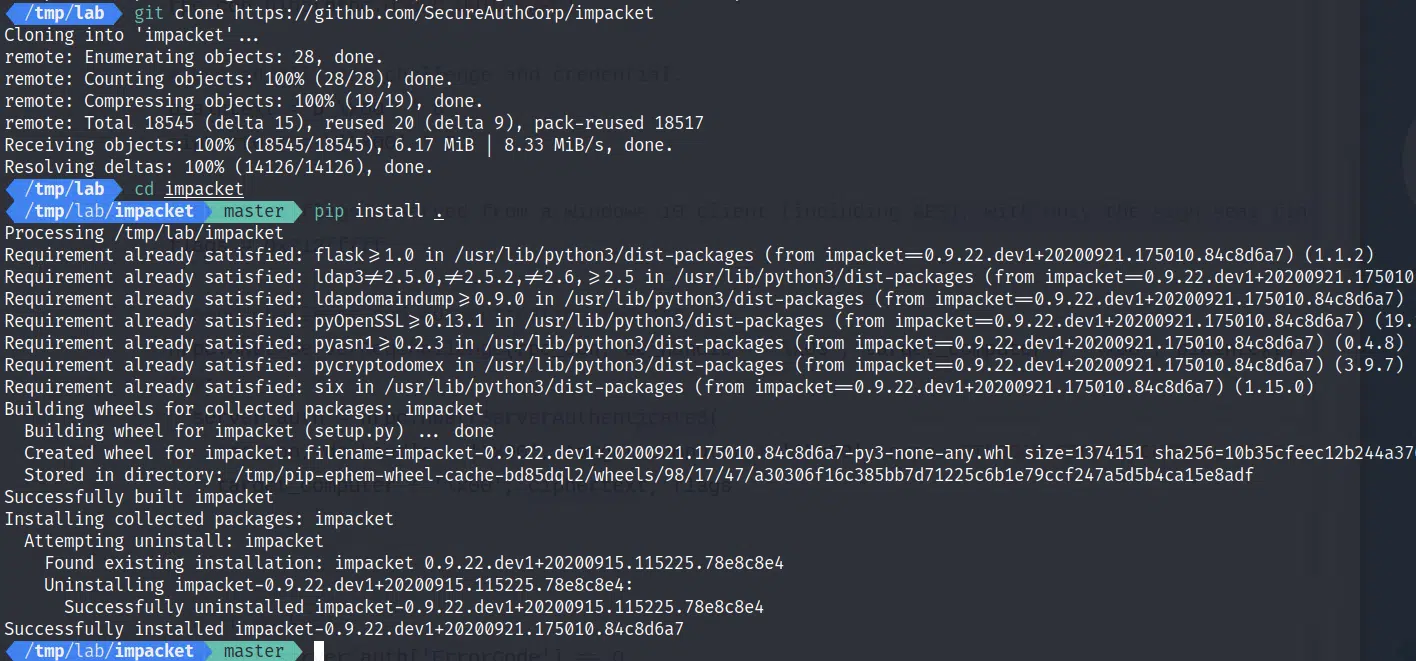 /tmp/lab git clone https://github.com/SecureAuthCorp/impacket
Cloning into 'impacket'...
remote: Enumerating objects: 28, done.
remote: Counting objects: 100% (28/28), done.
remote: Compressing objects: 100% (19/19), done.
remote: Total 18545 (delta 15), reused 20 (delta 9), pack-reused 18517
Receiving objects: 100% (18545/18545), 6.17 MiB | 8.33 MiB/s, done.
Resolving deltas: 100% (14126/14126), done.
/tmp/lab cd impacket
/tmp/lab/impacket master pip install .
Processing /tmp/lab/impacket
Requirement already satisfied: flask>=1.0 in /usr/lib/python3/dist-packages (from impacket==0.9.22.dev1+20200921.175010.84c8d6a7) (1.1.2)
Requirement already satisfied: ldap3!=2.5.0,!=2.5.2,!=2.6,>=2.5 in /usr/lib/python3/dist-packages (from impacket==0.9.22.dev1+20200921.175010
Requirement already satisfied: ldapdomaindump>=0.9.0 in /usr/lib/python3/dist-packages (from impacket==0.9.22.dev1+20200921.175010.84c8d6a7)
Requirement already satisfied: pyOpenSSL>=0.13.1 in /usr/lib/python3/dist-packages (from impacket==0.9.22.dev1+20200921.175010.84c8d6a7) (19.
Requirement already satisfied: pyasn1>=0.2.3 in /usr/lib/python3/dist-packages (from impacket==0.9.22.dev1+20200921.175010.84c8d6a7) (0.4.8)
Requirement already satisfied: pycryptodomex in /usr/lib/python3/dist-packages (from impacket==0.9.22.dev1+20200921.175010.84c8d6a7) (3.9.7)
Requirement already satisfied: six in /usr/lib/python3/dist-packages (from impacket==0.9.22.dev1+20200921.175010.84c8d6a7) (1.15.0)
Building wheels for collected packages: impacket
Building wheel for impacket (setup.py) ... done
Created wheel for impacket: filename=impacket-0.9.22.dev1+20200921.175010.84c8d6a7-py3-none-any.whl size=1374151 sha256=10b35cfeec12b244a37
Stored in directory: /tmp/pip-ephem-wheel-cache-bd85dql2/wheels/98/17/47/a30306f16c385bb7d71225c6b1e79ccf247a5d5b4ca15e8adf
Successfully built impacket
Installing collected packages: impacket
Attempting uninstall: impacket
Found existing installation: impacket 0.9.22.dev1+20200915.115225.78e8c8e4
Uninstalling impacket-0.9.22.dev1+20200915.115225.78e8c8e4:
Successfully uninstalled impacket-0.9.22.dev1+20200915.115225.78e8c8e4
Successfully installed impacket-0.9.22.dev1+20200921.175010.84c8d6a7
/tmp/lab/impacket master